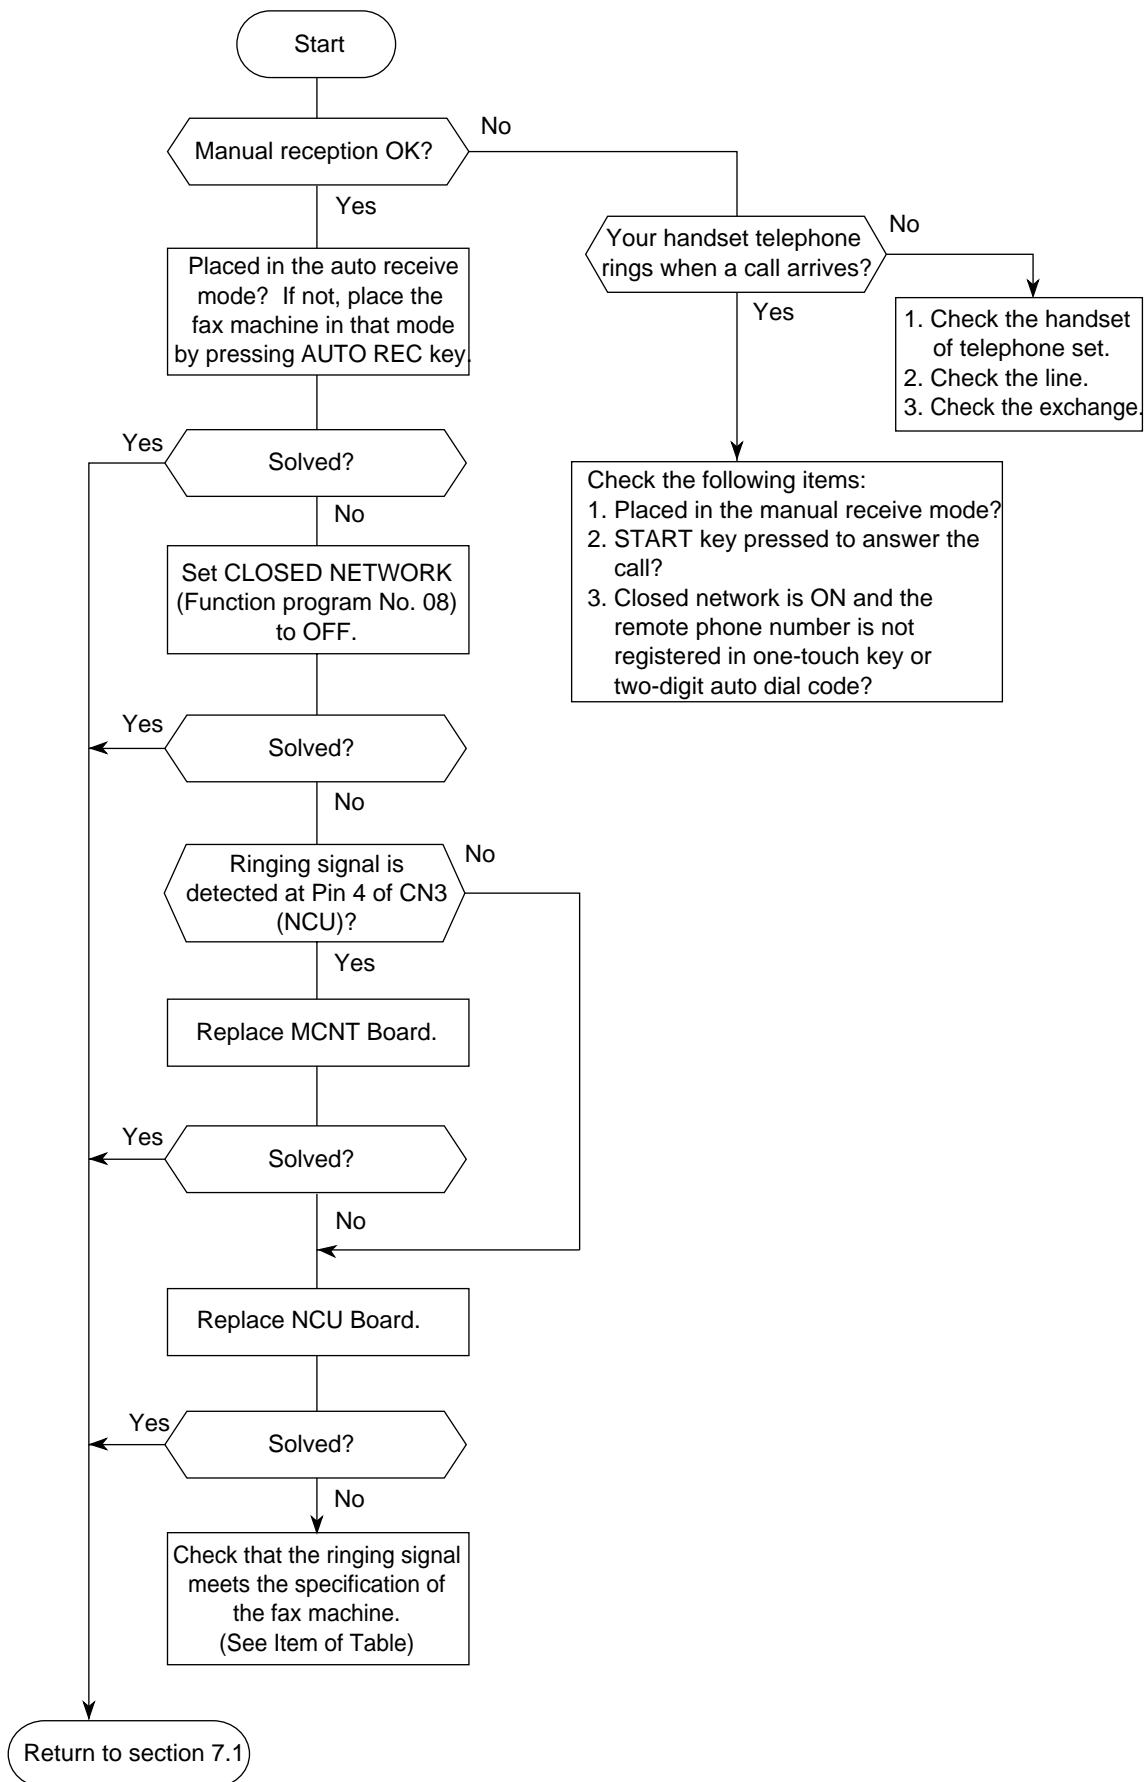 Start
Manual reception OK?
No
Yes
Your handset telephone
rings when a call arrives?
No
Yes
1. Check the handset
of telephone set.
2. Check the line.
3. Check the exchange.
Check the following items:
1. Placed in the manual receive mode?
2. START key pressed to answer the
call?
3. Closed network is ON and the
remote phone number is not
registered in one-touch key or
two-digit auto dial code?
Placed in the auto receive
mode? If not, place the
fax machine in that mode
by pressing AUTO REC key.
Yes
Solved?
No
Set CLOSED NETWORK
(Function program No. 08)
to OFF.
Yes
Solved?
No
Ringing signal is
detected at Pin 4 of CN3
(NCU)?
No
Yes
Replace MCNT Board.
Yes
Solved?
No
Replace NCU Board.
Yes
Solved?
No
Check that the ringing signal
meets the specification of
the fax machine.
(See Item of Table)
Return to section 7.1